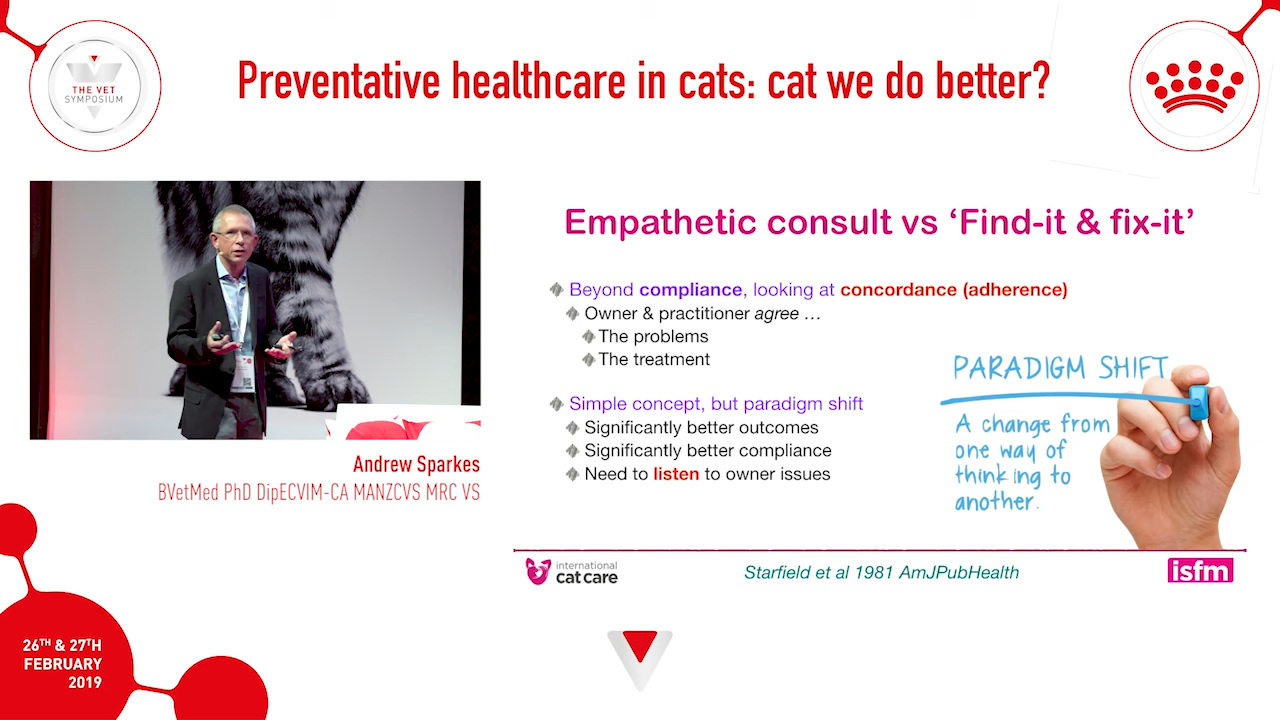 THE VET
SYMPOSIUM
Preventative healthcare in cats: cat we do better?
Andrew Sparkes
BVetMed PhD DipECVIM-CA MANZCVS MRC VS
Empathetic consult vs ‘Find-it & fix-it’
Beyond compliance, looking at concordance (adherence)
Owner & practitioner agree …
The problems
The treatment
Simple concept, but paradigm shift
Significantly better outcomes
Significantly better compliance
Need to listen to owner issues
PARADIGM SHIFT
A change from
one way of
thinking to
another.
international
cat care
Starfield et al 1981 AmJPubHealth
isfm
26TH & 27TH
FEBRUARY
2019